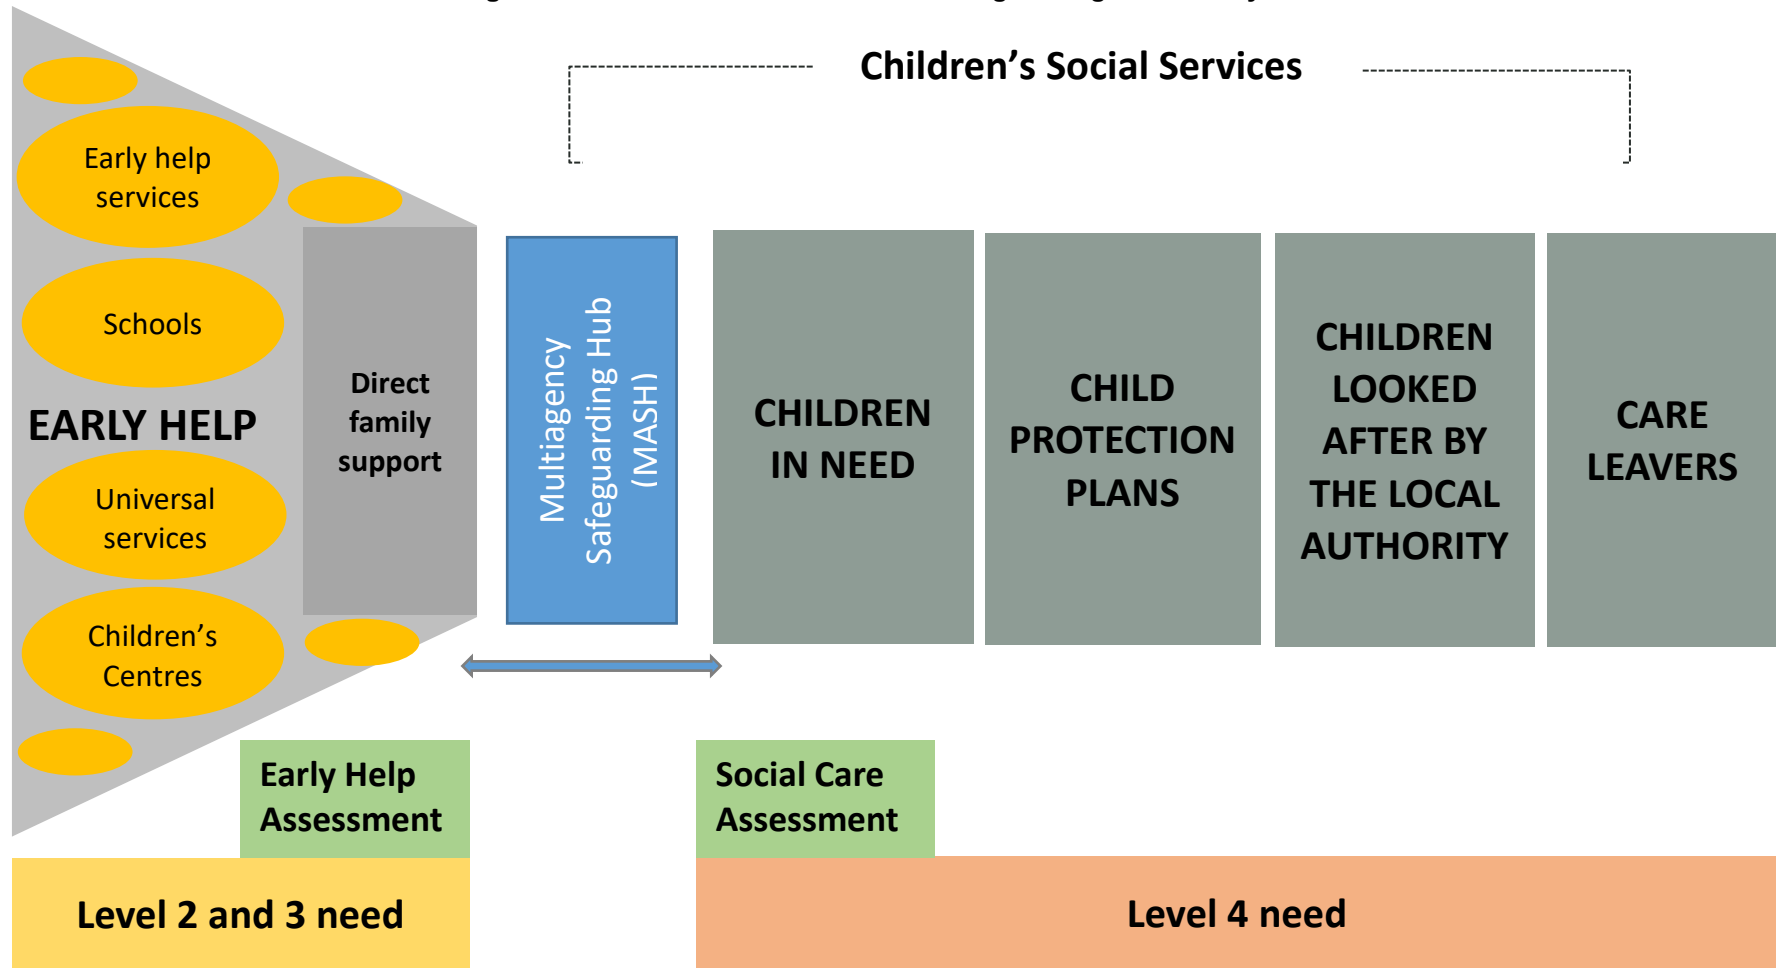 Children's Social Services
Early help
services
Schools
EARLY HELP
Universal
services
Children's
Centres
Direct
family
support
Multiagency
Safeguarding Hub
(MASH)
CHILDREN
IN NEED
CHILD
PROTECTION
PLANS
CHILDREN
LOOKED
AFTER BY
THE LOCAL
AUTHORITY
CARE
LEAVERS
Early Help
Assessment
Social Care
Assessment
Level 2 and 3 need
Level 4 need